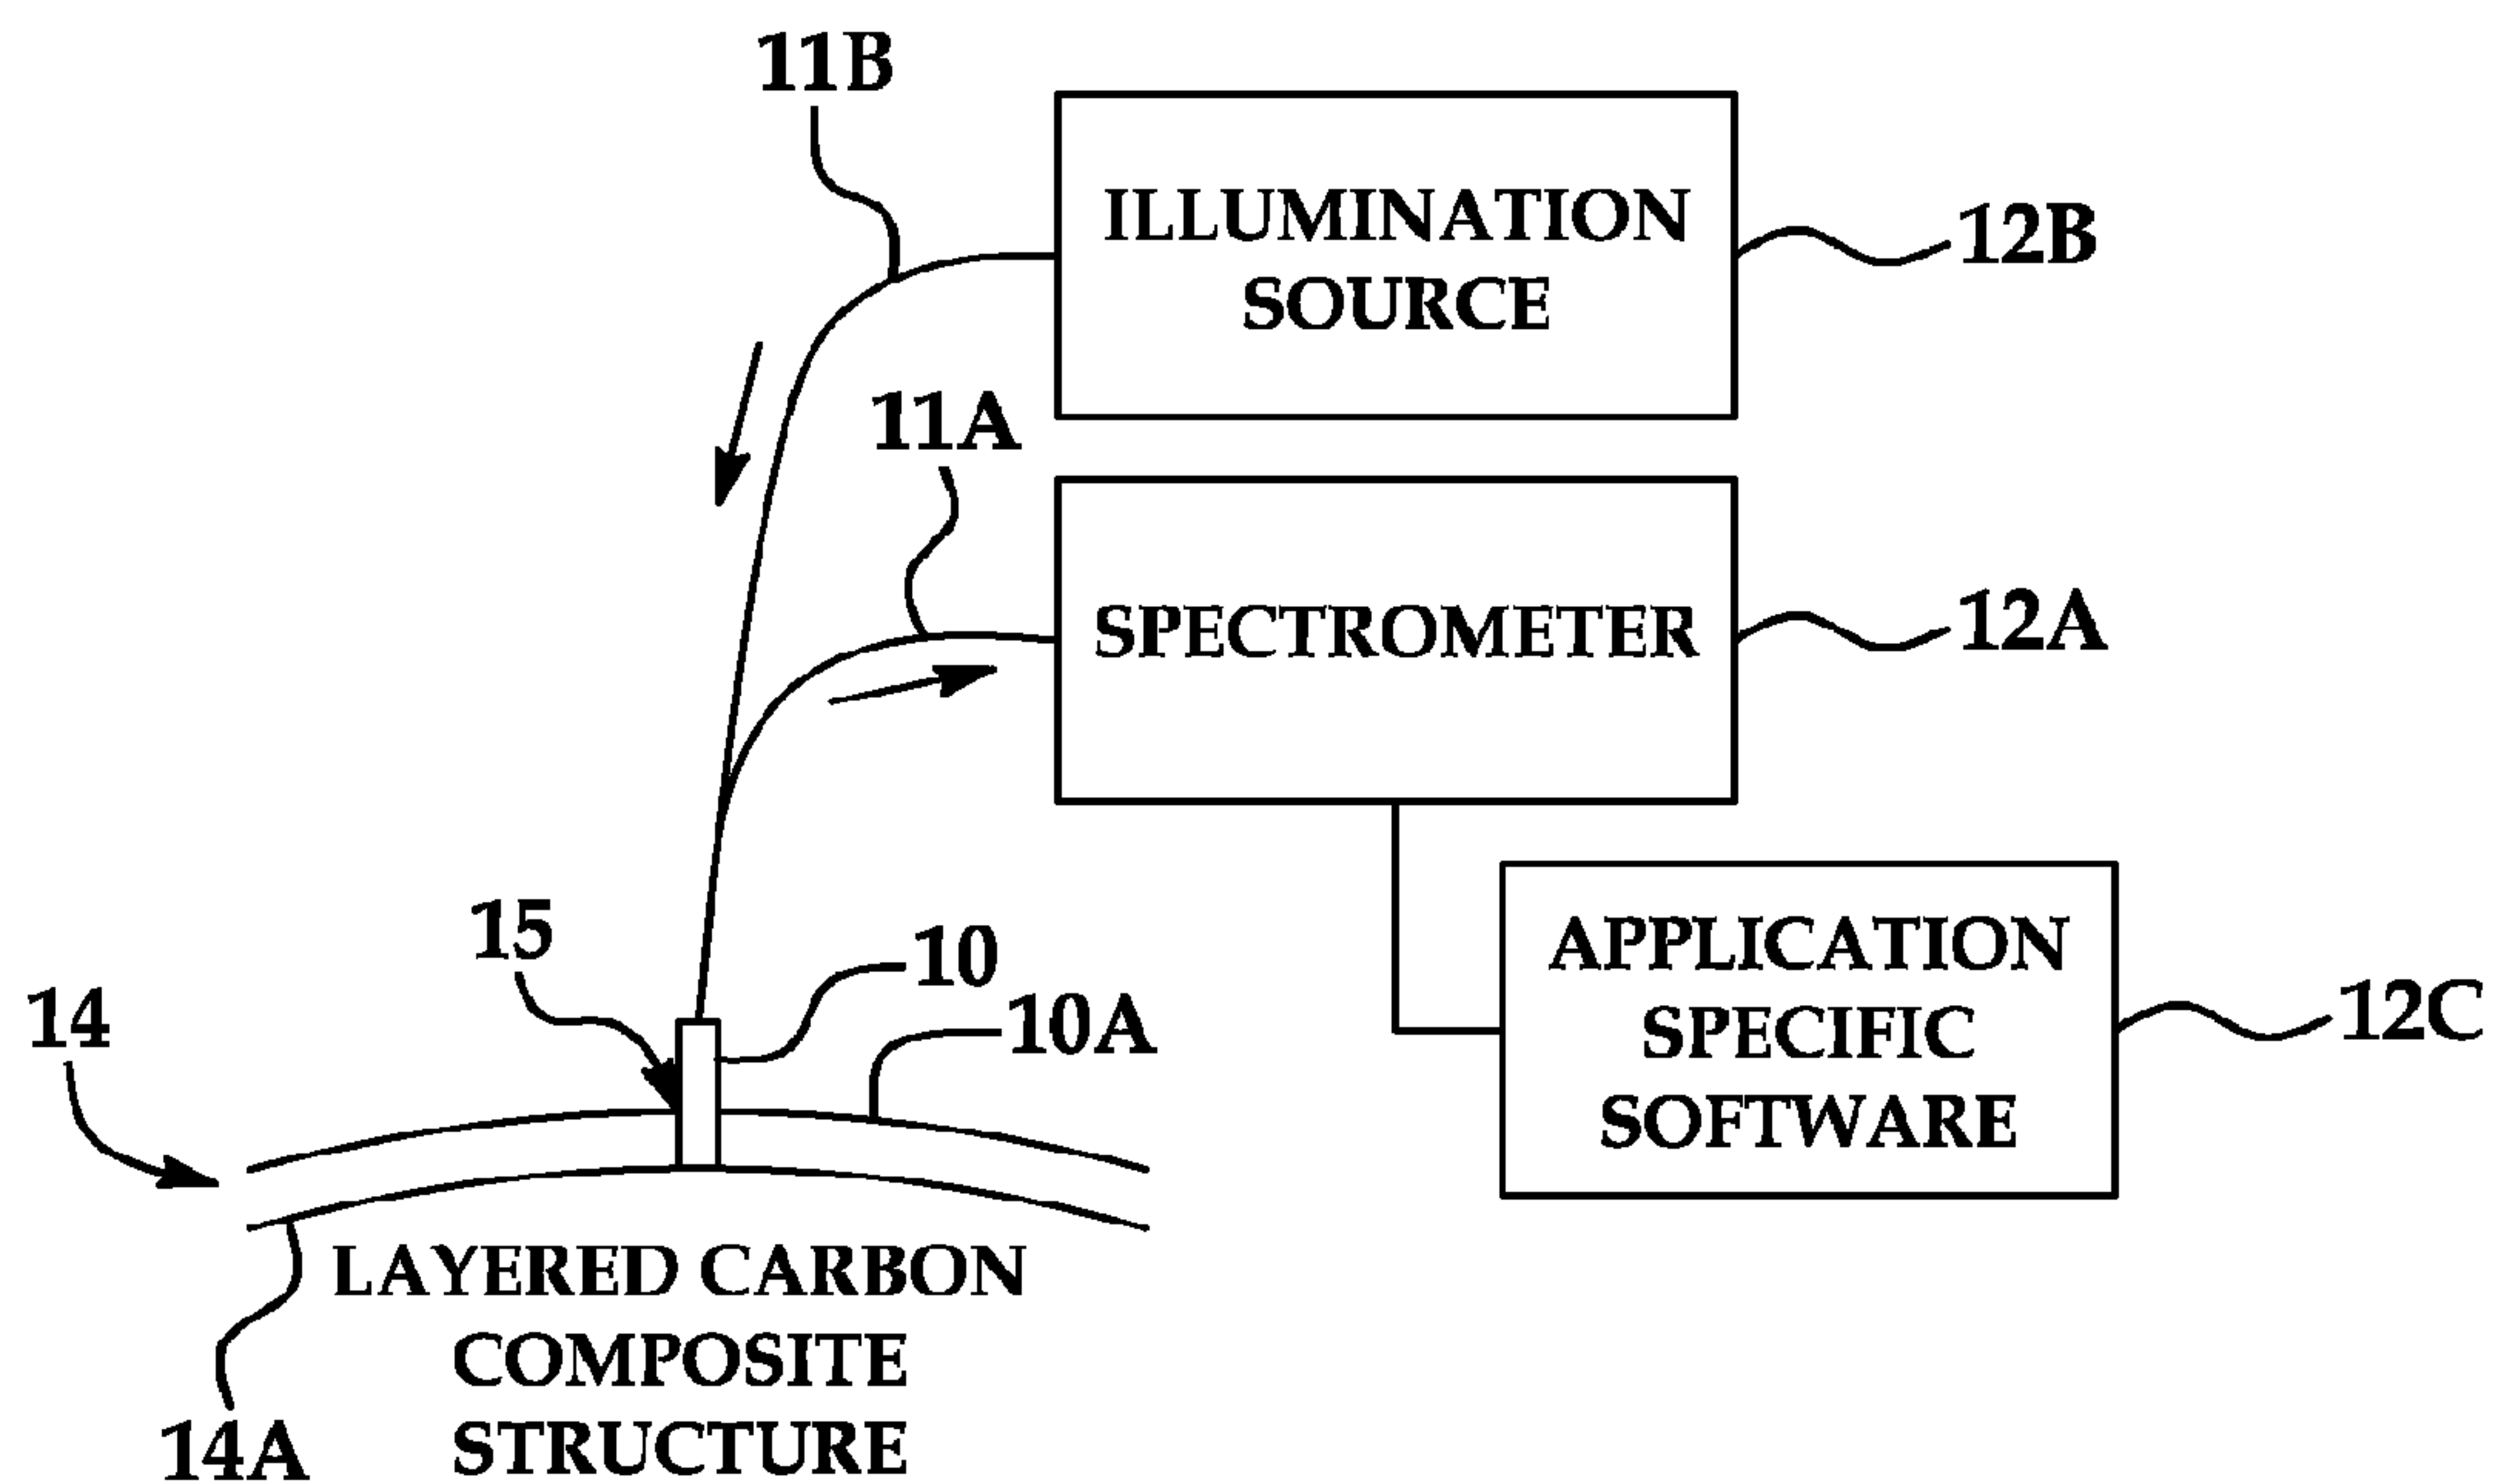 11B
ILLUMINATION
SOURCE
12B
11A
SPECTROMETER
12A
15
10
10A
14
APPLICATION
SPECIFIC
SOFTWARE
12C
LAYERED CARBON
COMPOSITE
STRUCTURE
14A